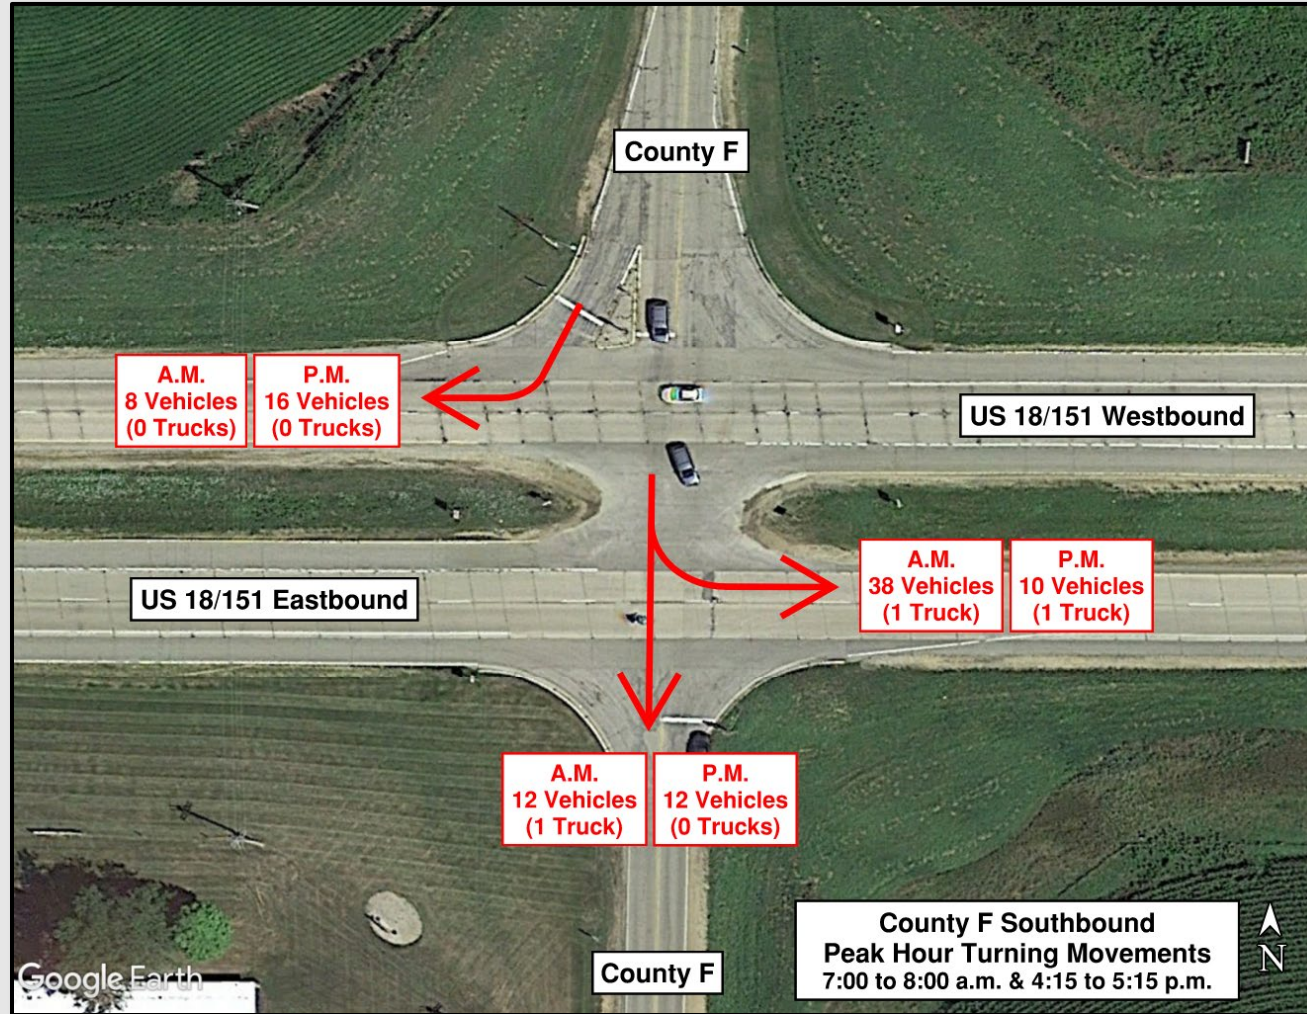 County F
A.M.
8 Vehicles
(0 Trucks)
P.M.
16 Vehicles
(0 Trucks)
US 18/151 Westbound
A.M.
38 Vehicles
(1 Truck)
P.M.
10 Vehicles
(1 Truck)
US 18/151 Eastbound
A.M.
12 Vehicles
(1 Truck)
P.M.
12 Vehicles
(0 Trucks)
County F
County F Southbound
Peak Hour Turning Movements
7:00 to 8:00 a.m. & 4:15 to 5:15 p.m.
N
Google Earth